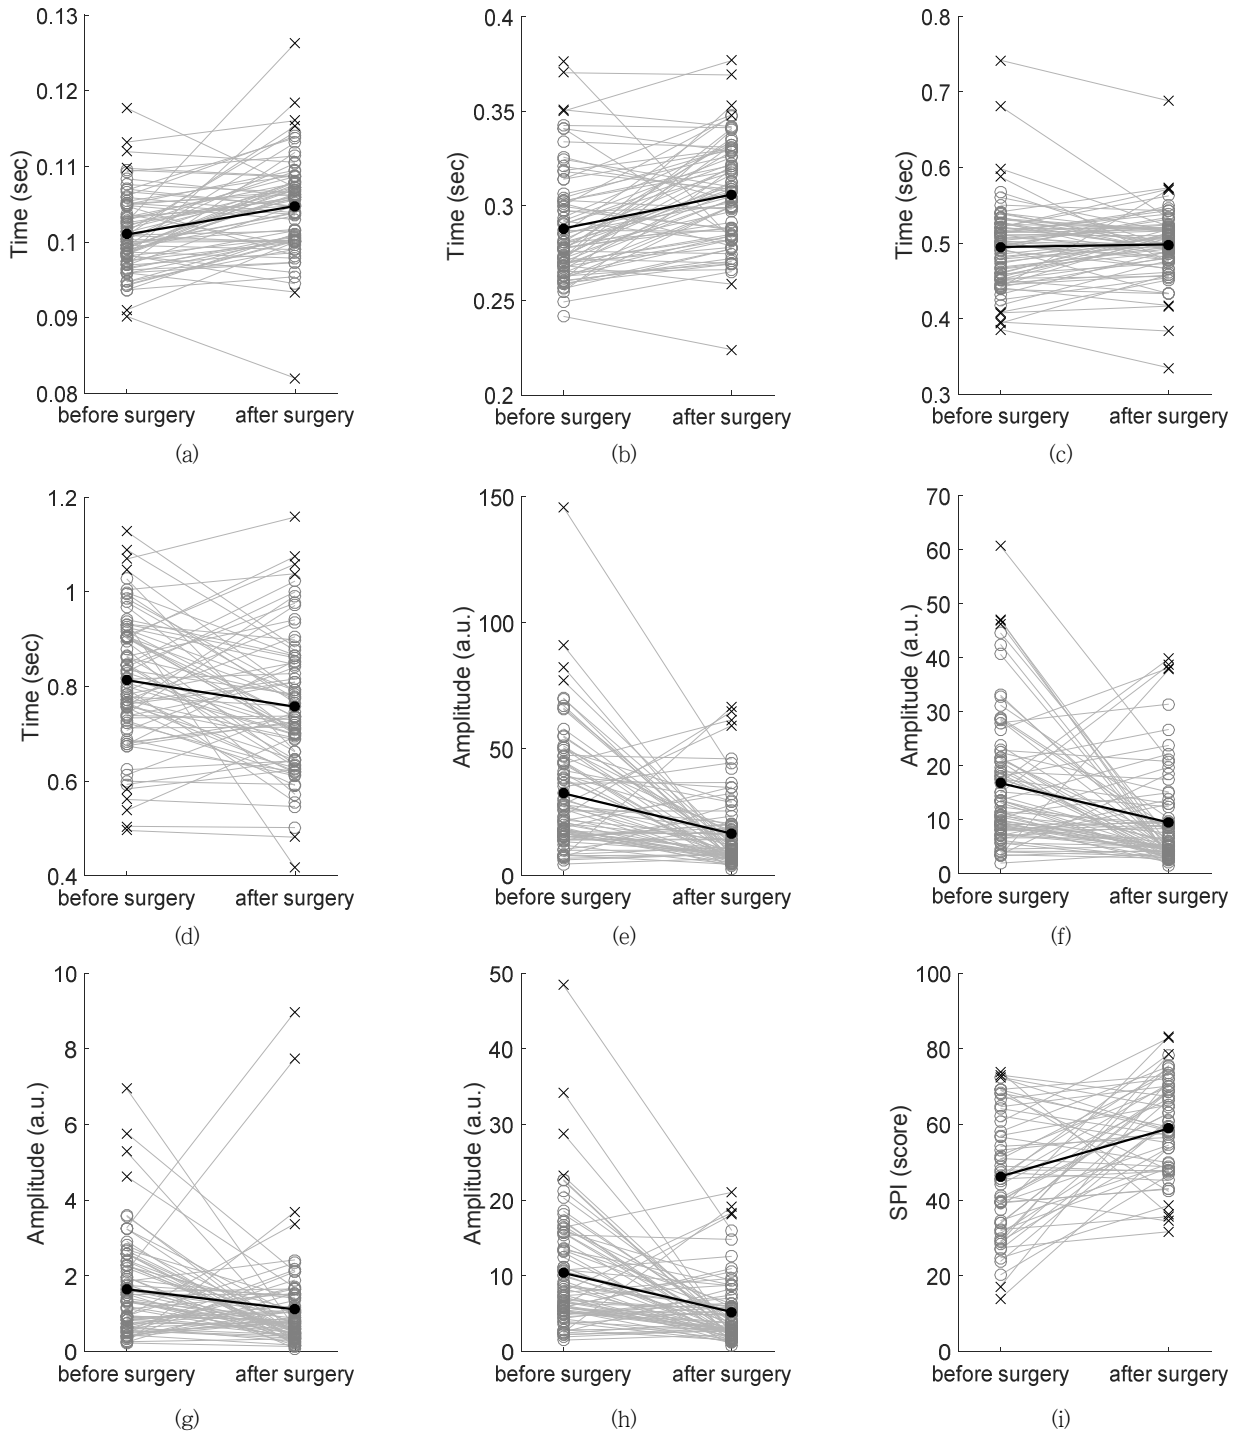 0.13
0.12
0.11
0.1
0.09
0.08
Time (sec)
before surgery after surgery
(a)
0.4
0.35
0.3
0.25
0.2
Time (sec)
before surgery after surgery
(b)
0.8
0.7
0.6
0.5
0.4
0.3
Time (sec)
before surgery after surgery
(c)
1.2
1
0.8
0.6
0.4
Time (sec)
before surgery after surgery
(d)
150
100
50
0
Amplitude (a.u.)
before surgery after surgery
(e)
70
60
50
40
30
20
10
0
Amplitude (a.u.)
before surgery after surgery
(f)
10
8
6
4
2
0
Amplitude (a.u.)
before surgery after surgery
(g)
50
40
30
20
10
0
Amplitude (a.u.)
before surgery after surgery
(h)
100
80
60
40
20
0
SPI (score)
before surgery after surgery
(i)